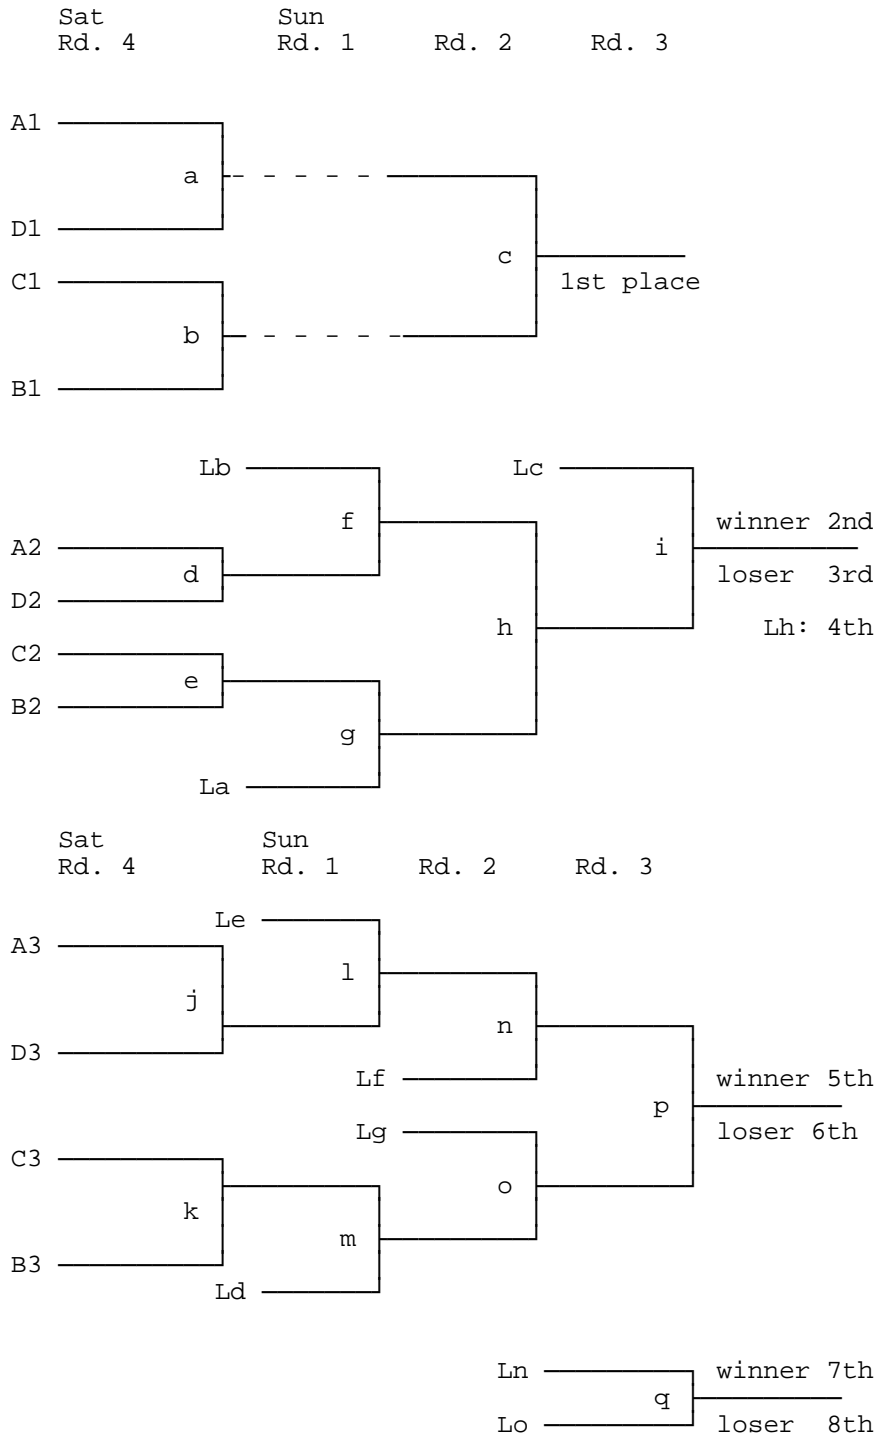 Sat Sun
Rd. 4 Rd. 1 Rd. 2 Rd. 3
A1
a
D1
c
C1 1st place
b
B1
Lb Lc
f winner 2nd
A2 i
d loser 3rd
D2
h Lh: 4th
C2
e
B2
g
La
Sat Sun
Rd. 4 Rd. 1 Rd. 2 Rd. 3
Le
A3
l
j
n
D3
Lf winner 5th
p
Lg loser 6th
C3
o
k
m
B3
Ld
Ln winner 7th
q
Lo loser 8th